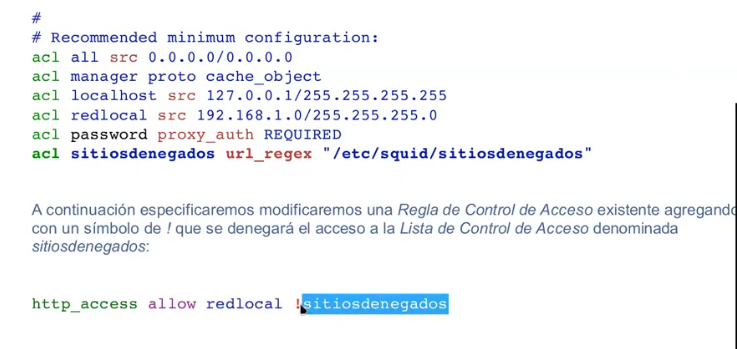 #
# Recommended minimum configuration:
acl all src 0.0.0.0/0.0.0.0
acl manager proto cache_object
acl localhost src 127.0.0.1/255.255.255.255
acl redlocal src 192.168.1.0/255.255.255.0
acl password proxy_auth REQUIRED
acl sitiosdenegados url_regex "/etc/squid/sitiosdenegados"
A continuación especificaremos modificaremos una Regla de Control de Acceso existente agregando
con un símbolo de ! que se denegará el acceso a la Lista de Control de Acceso denominada
sitiosdenegados:
http_access allow redlocal !sitiosdenegados